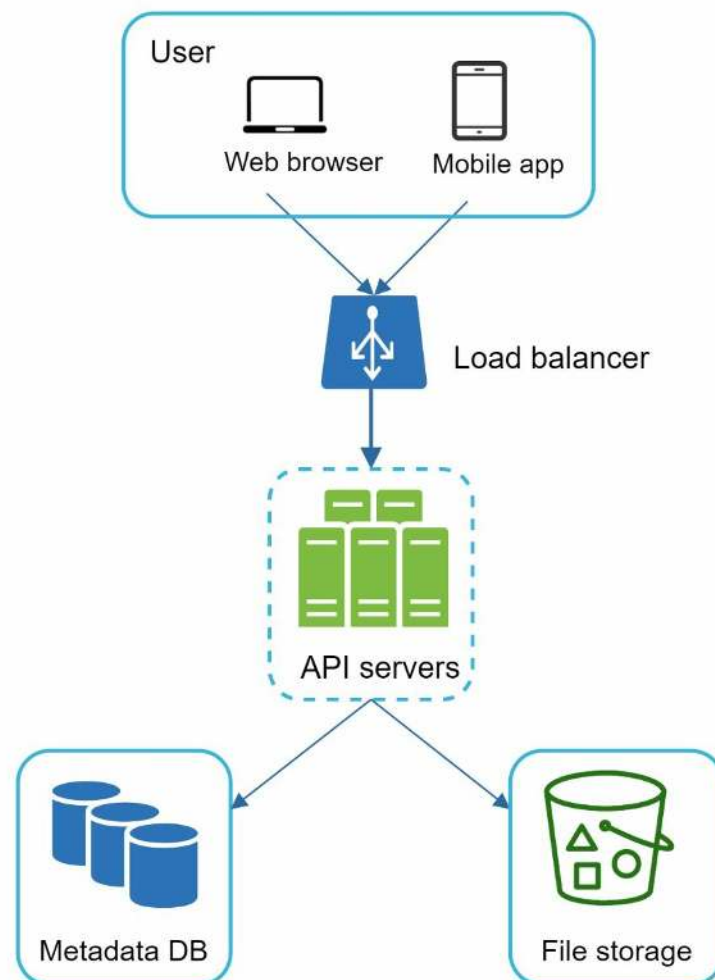 User
Web browser
Mobile app
Load balancer
API servers
Metadata DB
File storage